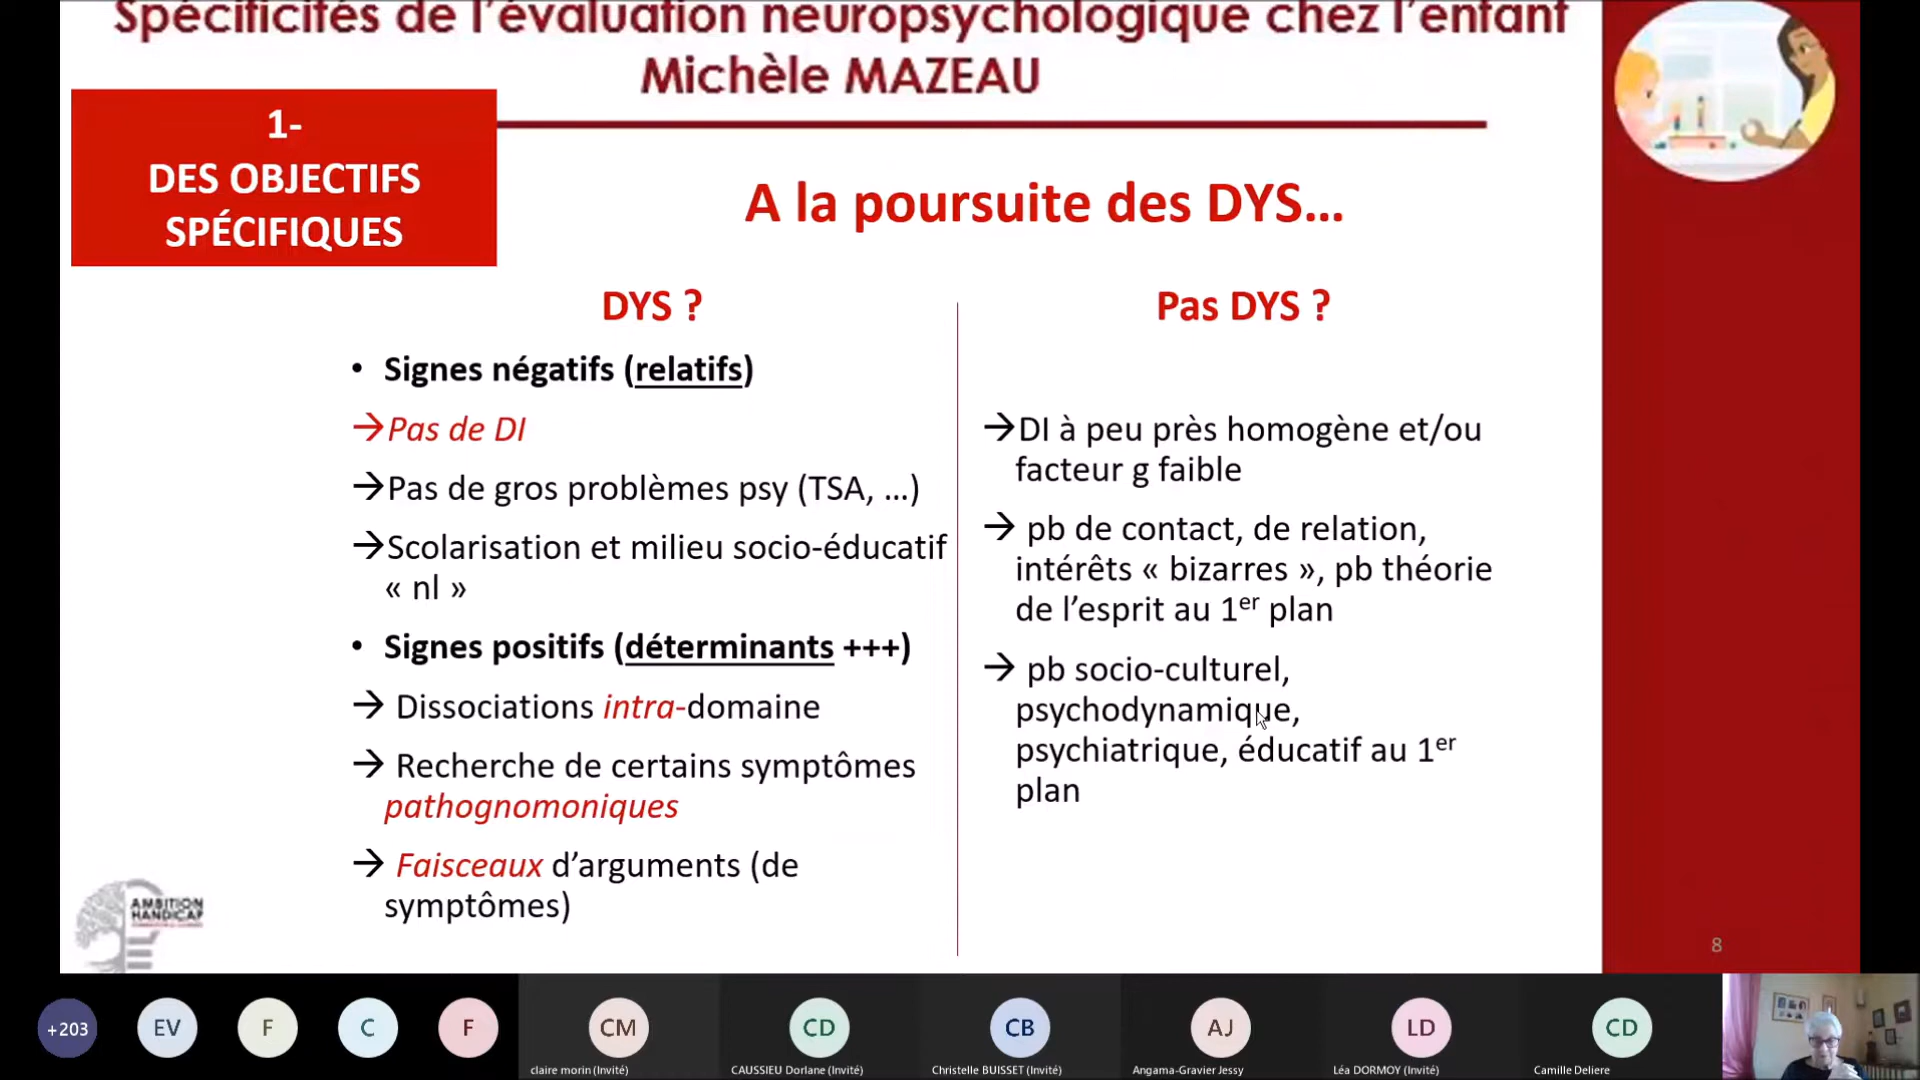 Spécificités de l'évaluation neuropsychologique chez l'enfant
Michèle MAZEAU
1-
DES OBJECTIFS
SPÉCIFIQUES
A la poursuite des DYS...
DYS ?
• Signes négatifs (relatifs)
→Pas de DI
→Pas de gros problèmes psy (TSA, ...)
→Scolarisation et milieu socio-éducatif
« nl »
• Signes positifs (déterminants +++)
→ Dissociations intra-domaine
→ Recherche de certains symptômes
pathognomoniques
→ Faisceaux d'arguments (de
symptômes)
Pas DYS ?
→DI à peu près homogène et/ou
facteur g faible
→ pb de contact, de relation,
intérêts « bizarres », pb théorie
de l'esprit au 1er plan
→ pb socio-culturel,
psychodynamique,
psychiatrique, éducatif au 1er
plan
AMBITION
HANDICAP
8
+203
EV
F
C
F
CM
claire morin (Invité)
CD
CAUSSIEU Dorlane (Invité)
CB
Christelle BUISSET (Invité)
AJ
Angama-Gravier Jessy
LD
Léa DORMOY (Invité)
CD
Camille Deliere